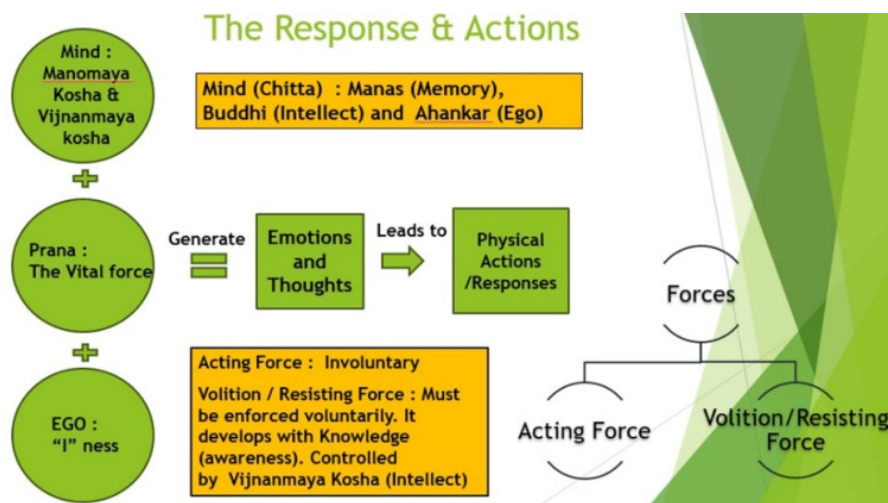 The Response & Actions
Mind :
Manomaya
Kosha &
Vijnanmaya
kosha
Mind (Chitta) : Manas (Memory),
Buddhi (Intellect) and Ahankar (Ego)
Prana :
The Vital force
Generate
Emotions
and
Thoughts
Leads to
Physical
Actions
/Responses
EGO :
"I" ness
Acting Force : Involuntary
Volition / Resisting Force : Must
be enforced voluntarily. It
develops with Knowledge
(awareness). Controlled
by Vijnanmaya Kosha (Intellect)
Forces
Acting Force
Volition/Resisting
Force